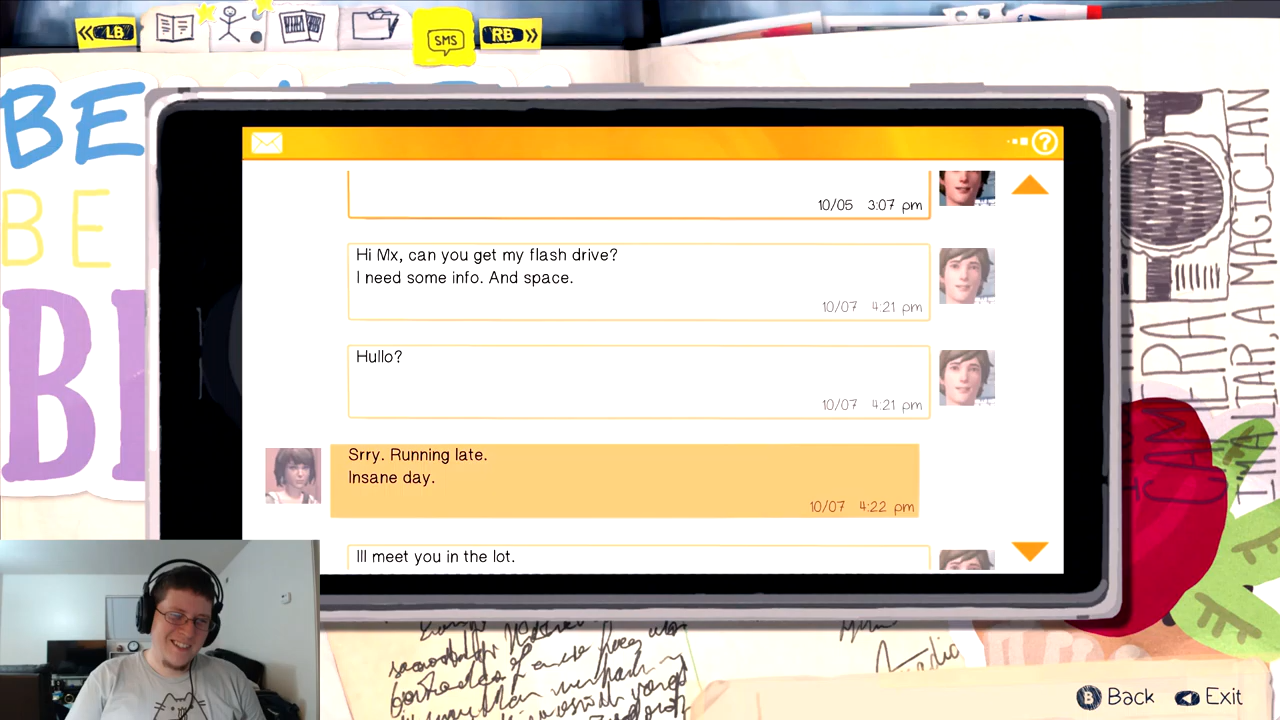 LB
SMS
RB
BE
BE
10/05 3:07 pm
Hi Mx, can you get my flash drive?
I need some info. And space.
10/07 4:21 pm
Hullo?
10/07 4:21 pm
Srry. Running late.
Insane day.
10/07 4:22 pm
Ill meet you in the lot.
CAMERA
IMALIAR, A MAGICIAN
B Back
Exit